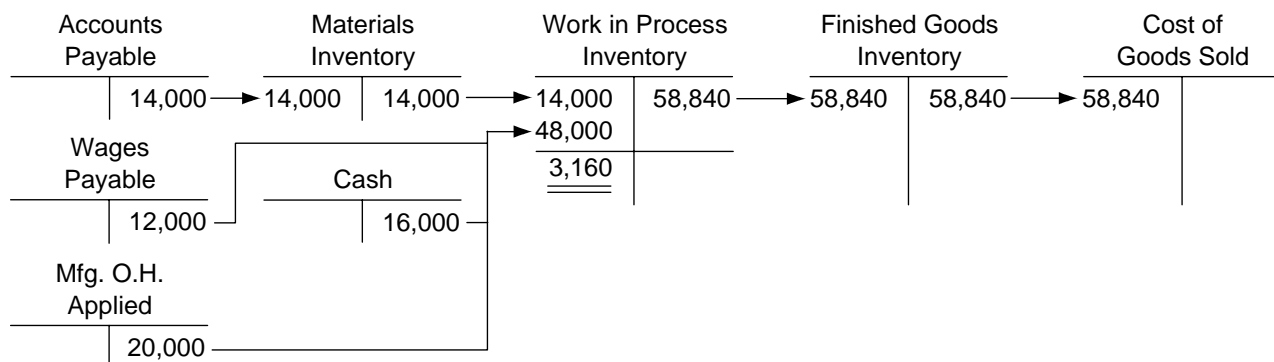 Accounts Payable
Materials Inventory
Work in Process Inventory
Finished Goods Inventory
Cost of Goods Sold
14,000 14,000 14,000 14,000 58,840 58,840 58,840 58,840
48,000
Wages Payable
Cash
3,160
12,000 16,000
Mfg. O.H. Applied
20,000